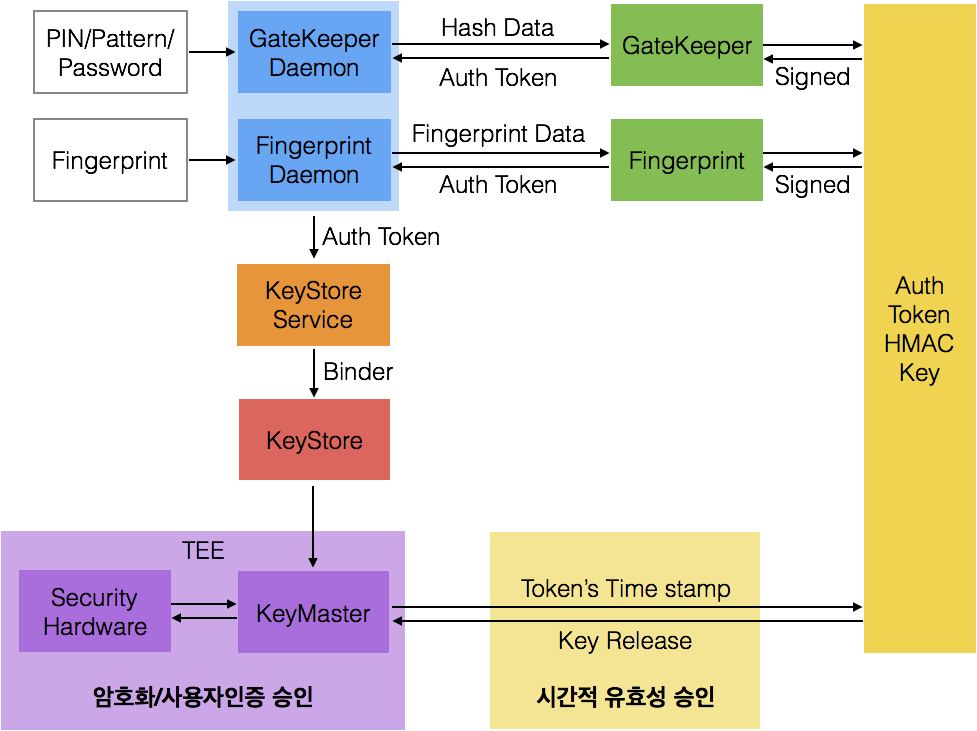 PIN/Pattern/
Password
GateKeeper
Daemon
Hash Data
Auth Token
GateKeeper
Signed
Fingerprint
Fingerprint
Daemon
Fingerprint Data
Auth Token
Fingerprint
Signed
Auth Token
KeyStore
Service
Auth
Token
HMAC
Key
Binder
KeyStore
TEE
Security
Hardware
KeyMaster
Token’s Time stamp
Key Release
암호화/사용자인증 승인
시간적 유효성 승인